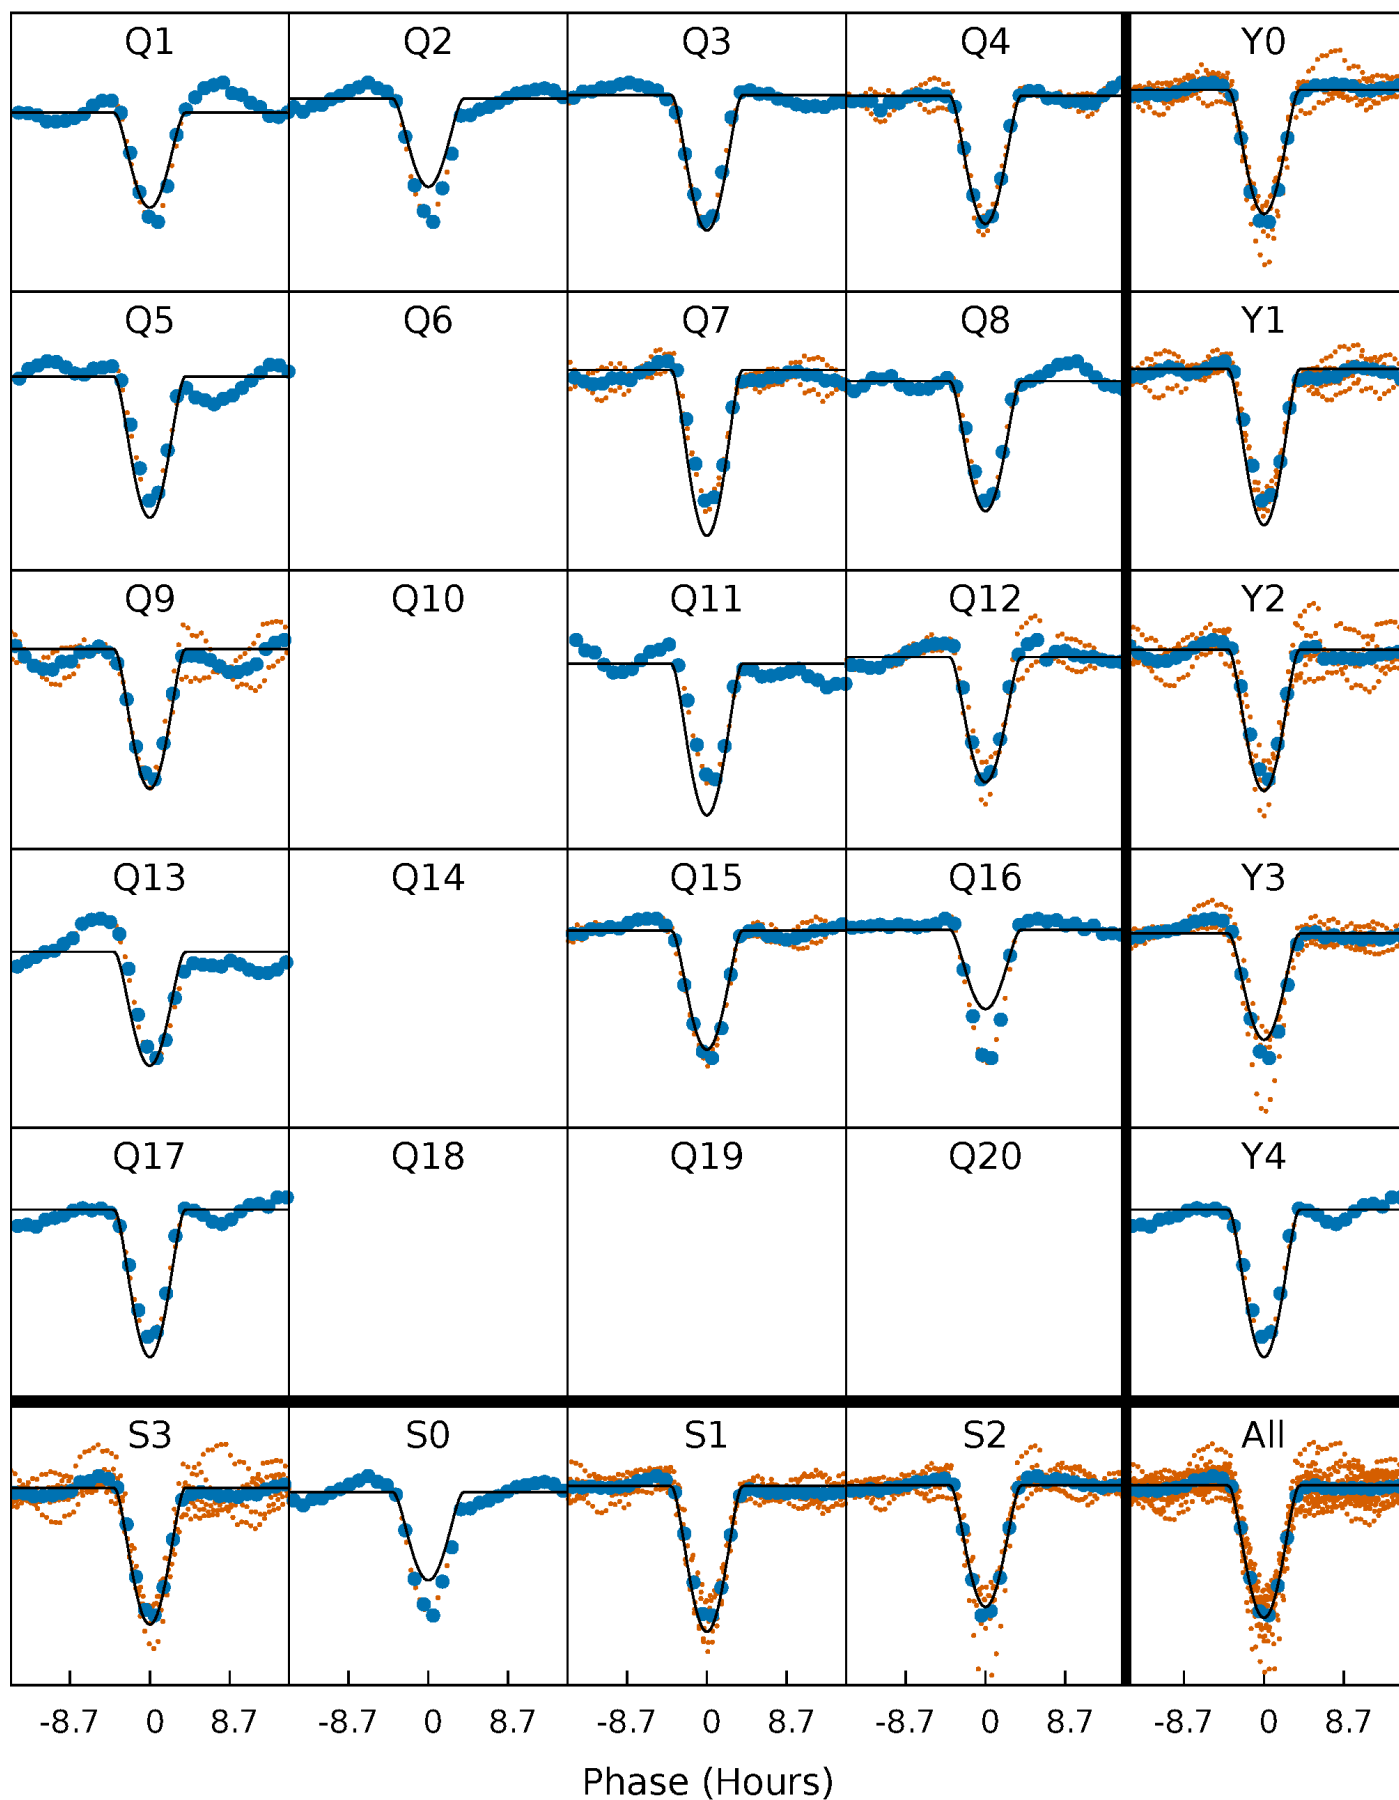 Q1 Q2 Q3 Q4 Y0
Q5 Q6 Q7 Q8 Y1
Q9 Q10 Q11 Q12 Y2
Q13 Q14 Q15 Q16 Y3
Q17 Q18 Q19 Q20 Y4
S3 S0 S1 S2 All
-8.7 0 8.7 -8.7 0 8.7 -8.7 0 8.7 -8.7 0 8.7 -8.7 0 8.7
Phase (Hours)